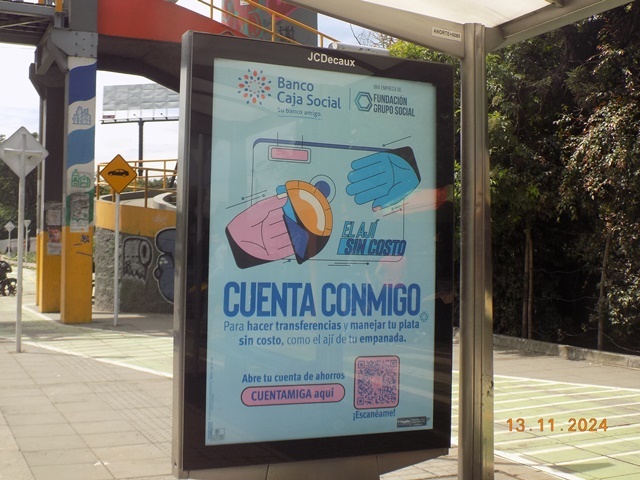 JCDecaux
Banco
Caja Social
Su banco amigo
UNA EMPRESA DE
FUNDACIÓN
GRUPO SOCIAL
EL AJÍ
SIN COSTO
CUENTA CONMIGO
Para hacer transferencias y manejar tu plata
sin costo, como el ají de tu empanada.
Abre tu cuenta de ahorros
CUENTAMIGA aquí
¡Escanéame!
13.11.2024